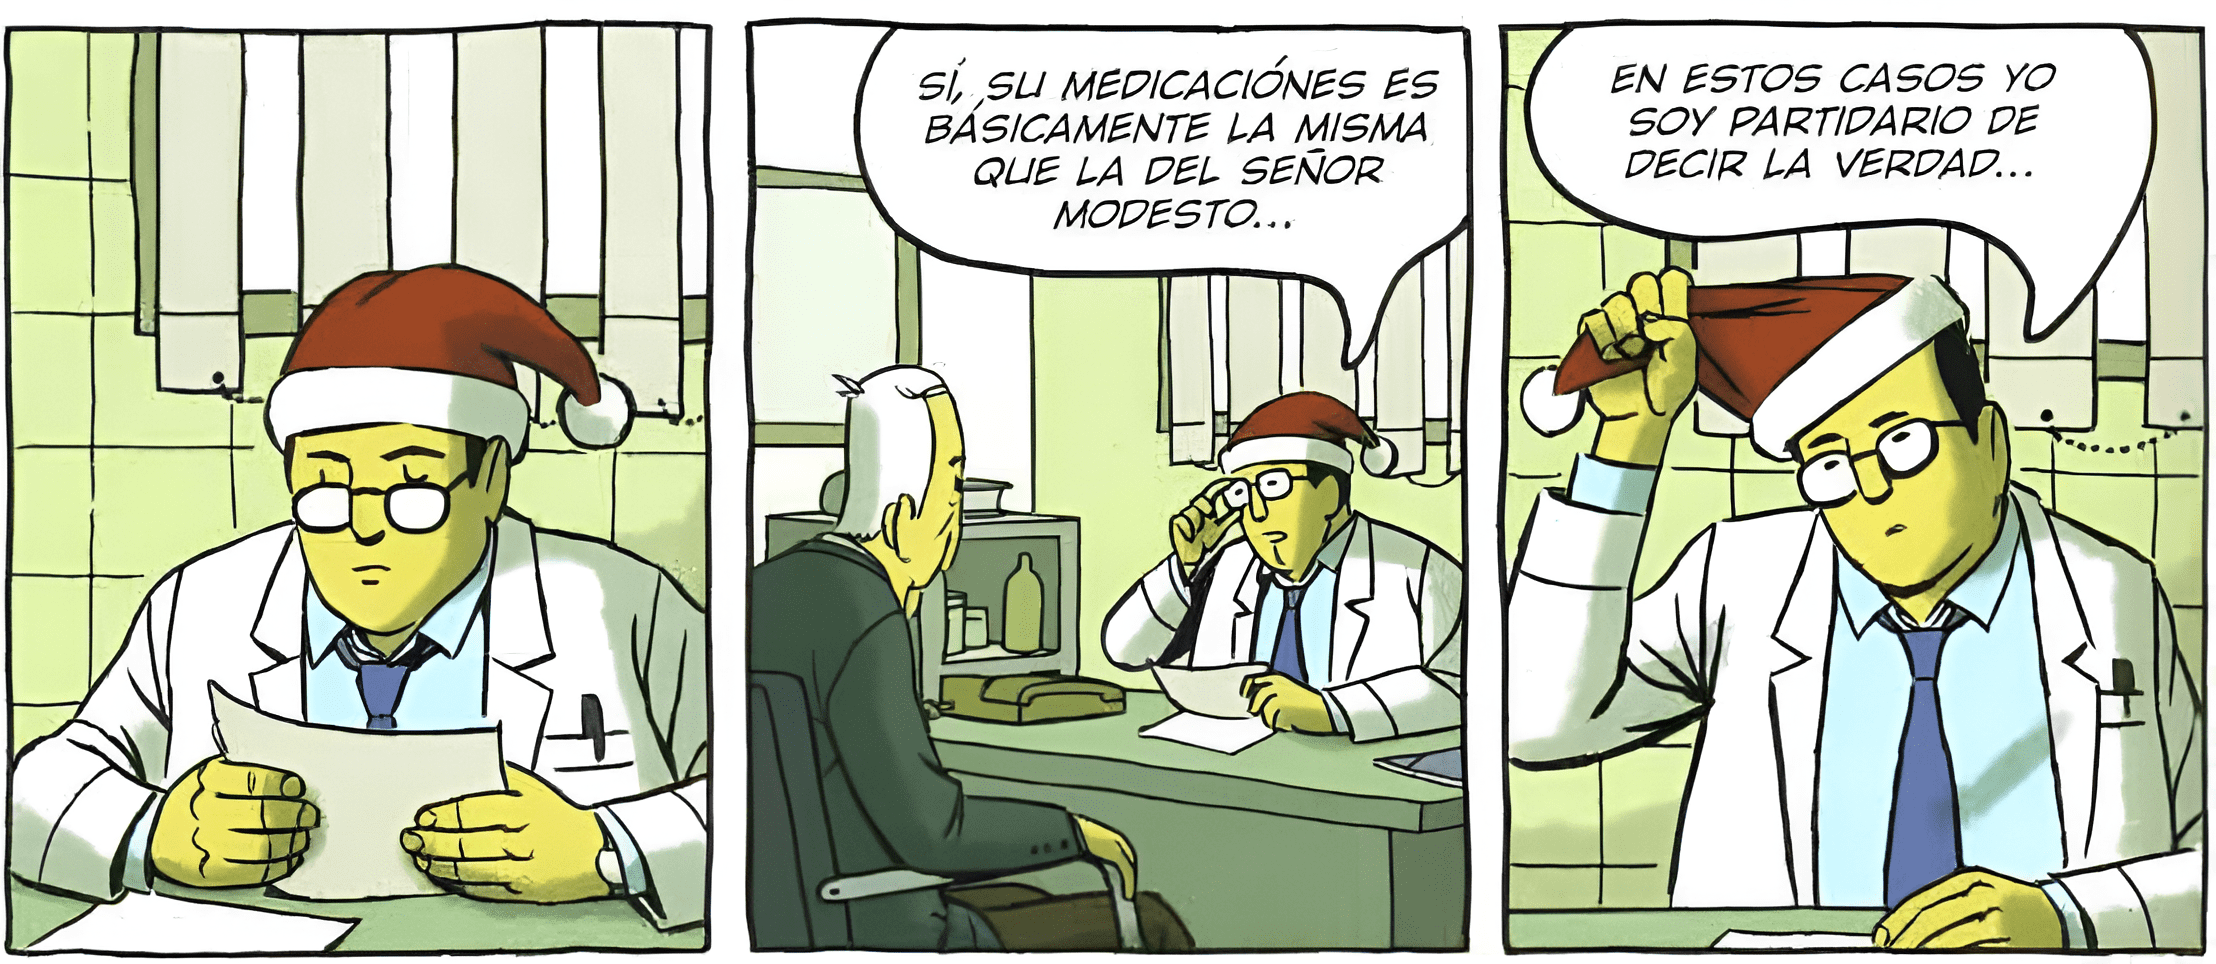 SÍ, SU MEDICACIÓNES ES
BÁSICAMENTE LA MISMA
QUE LA DEL SEÑOR
MODESTO...
EN ESTOS CASOS YO
SOY PARTIDARIO DE
DECIR LA VERDAD...